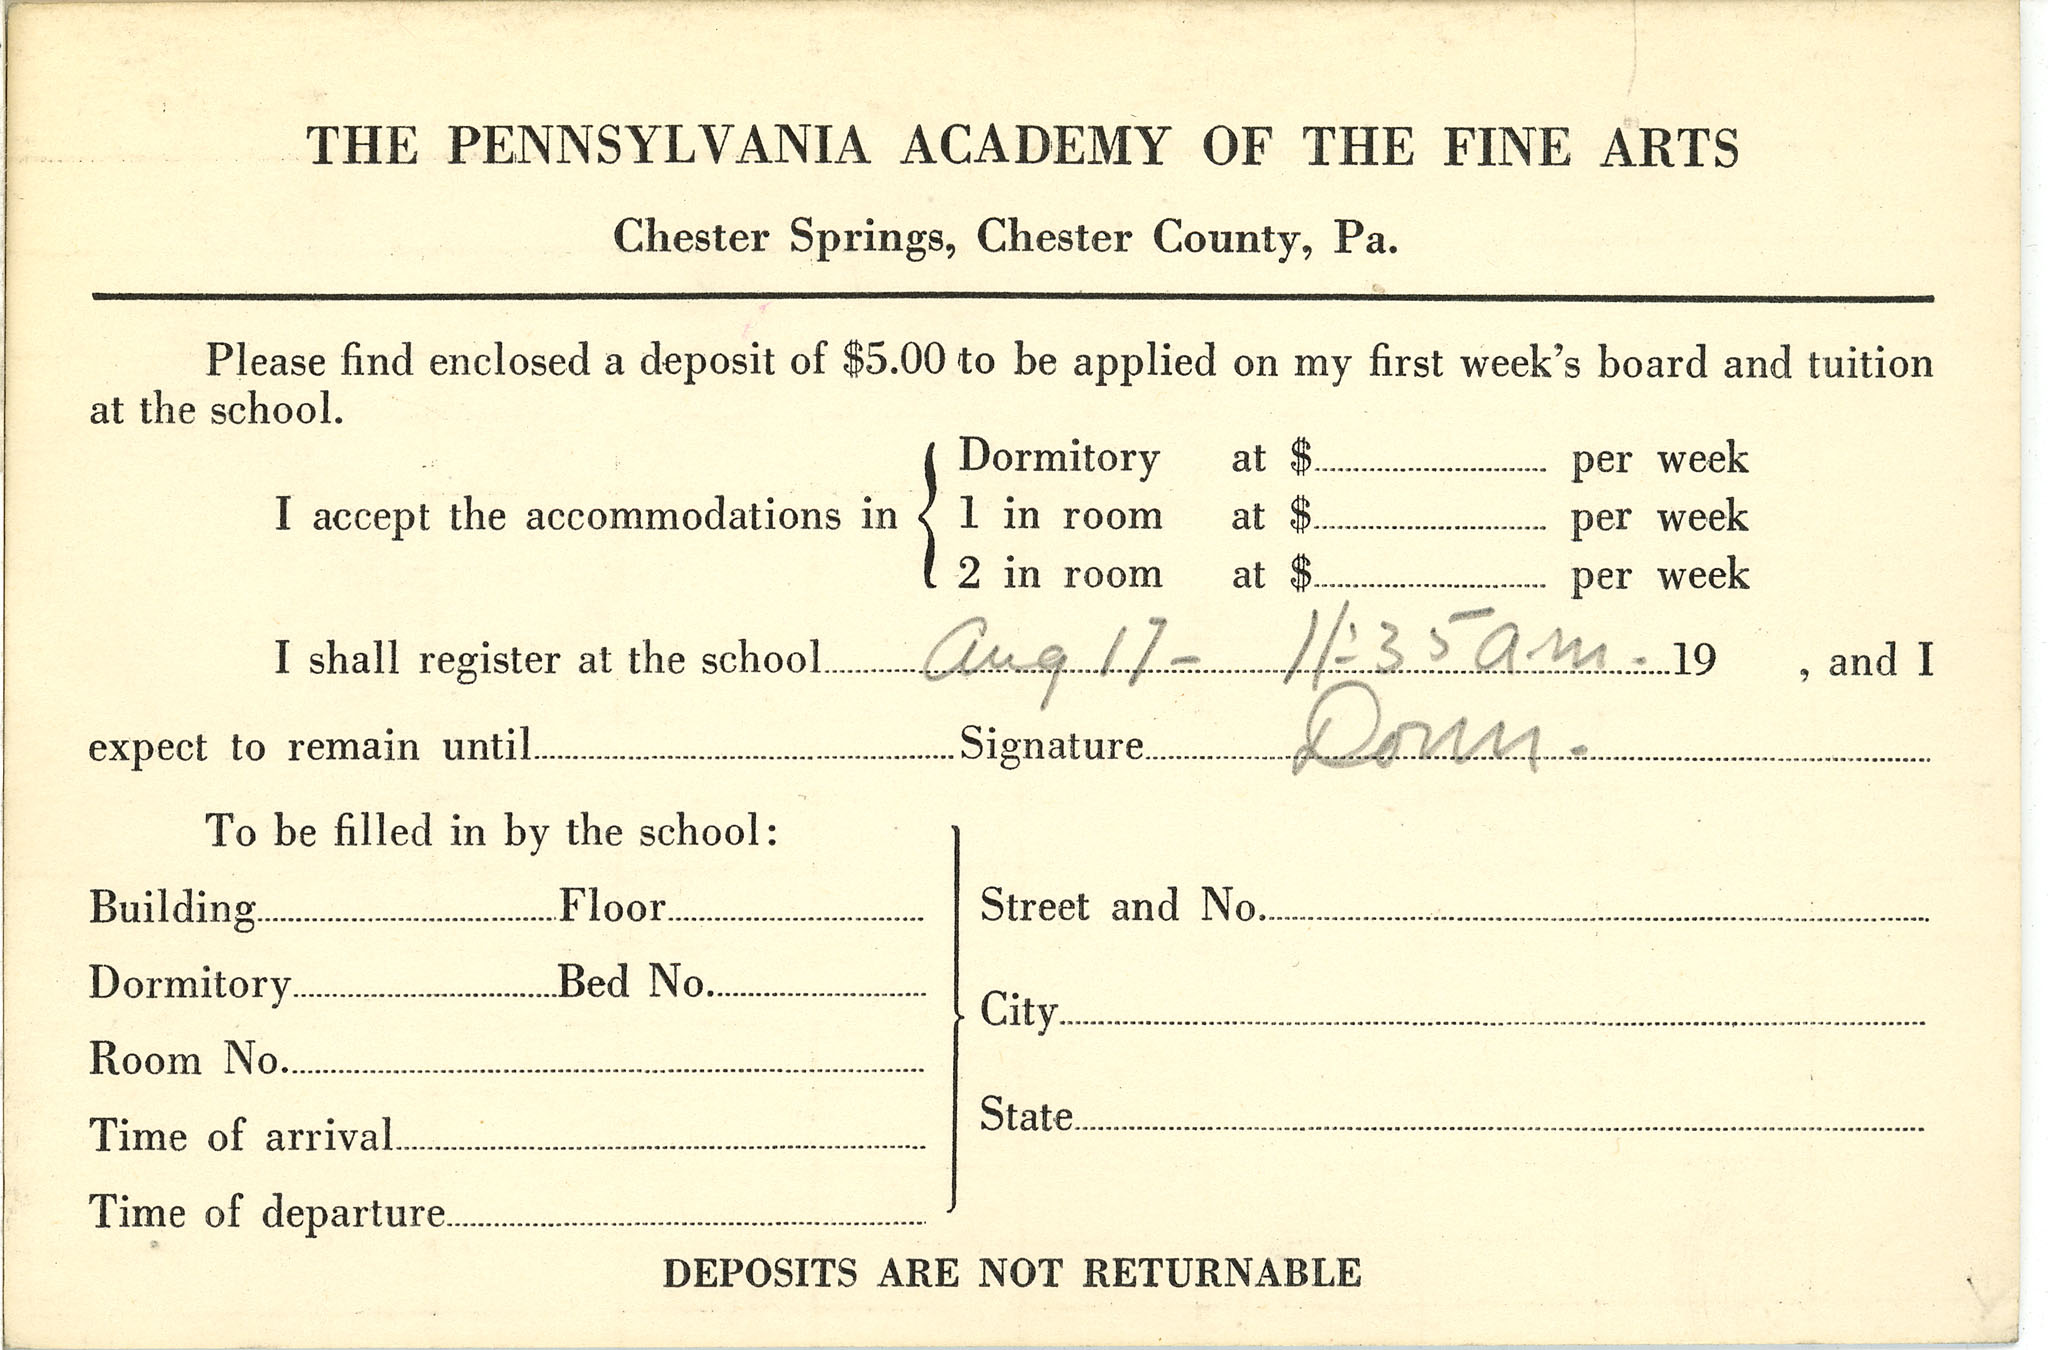 THE PENNSYLVANIA ACADEMY OF THE FINE ARTS
Chester Springs, Chester County, Pa.
Please find enclosed a deposit of $5.00 to be applied on my first week's board and tuition
at the school.
I accept the accommodations in
Dormitory at $ per week
1 in room at $ per week
2 in room at $ per week
I shall register at the school Aug 17 - 11:35 a.m. 19 , and I
expect to remain until Signature
To be filled in by the school:
Building Floor
Dormitory Bed No.
Room No.
Time of arrival
Time of departure
Street and No.
City
State
DEPOSITS ARE NOT RETURNABLE